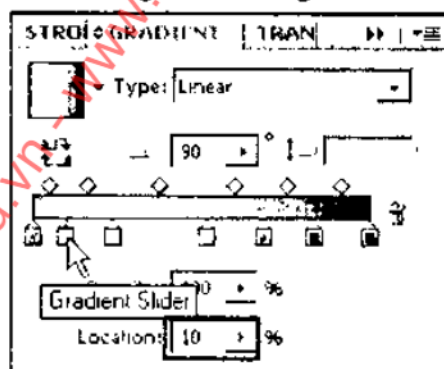 STROKE GRADIENT TRAN
Type: Linear
90 °
Gradient Slider %
Location: 10 %